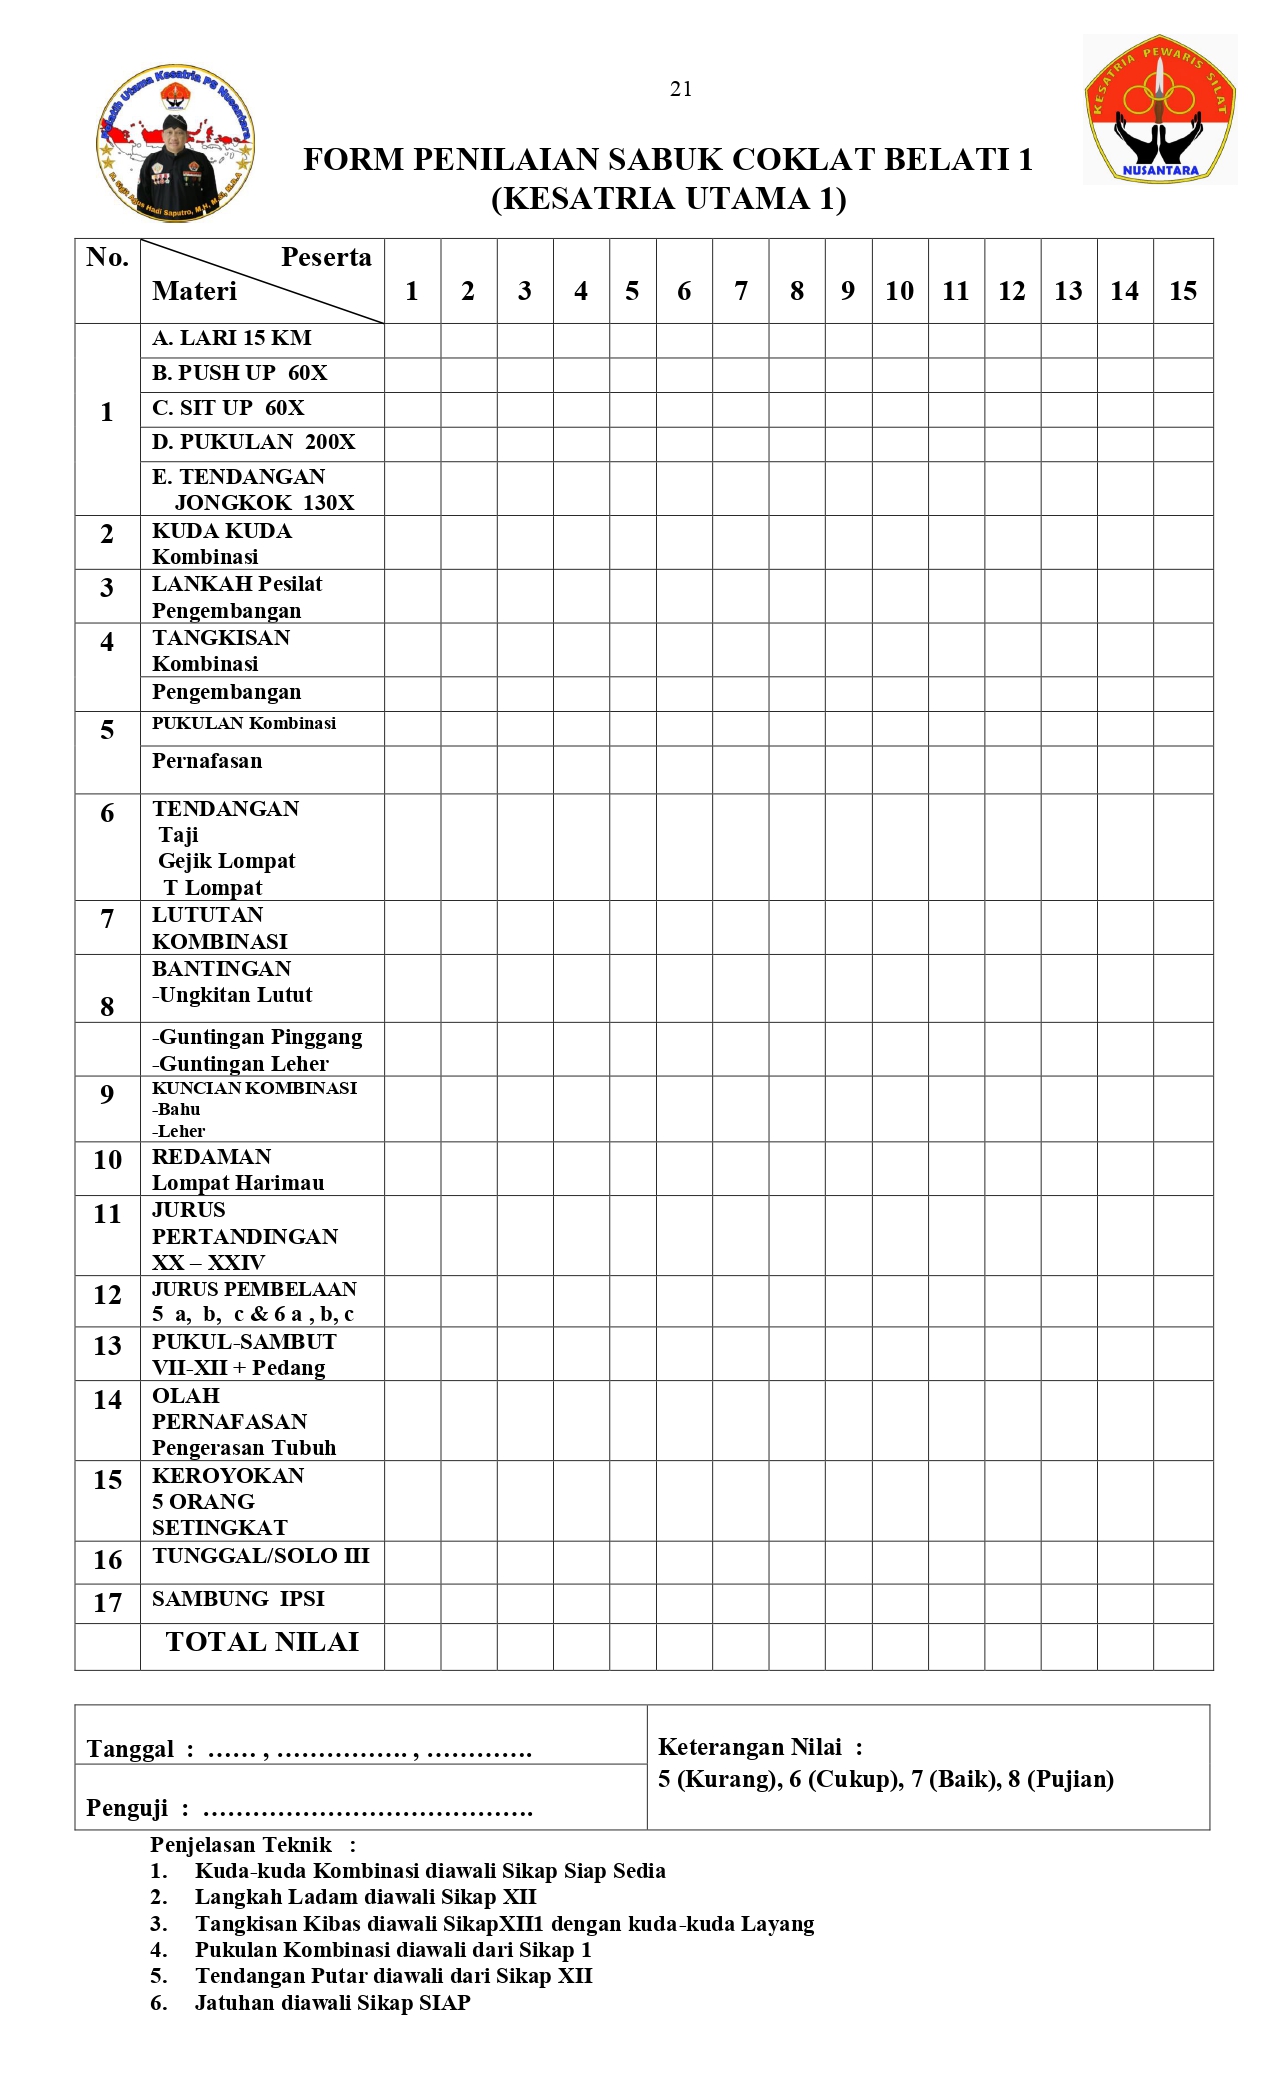 21
Pelatih Utama Kesatria PS Nusantara
KESATRIA PEWARIS SILAT
NUSANTARA
FORM PENILAIAN SABUK COKLAT BELATI 1
(KESATRIA UTAMA 1)
No. Peserta
Materi 1 2 3 4 5 6 7 8 9 10 11 12 13 14 15
A. LARI 15 KM
B. PUSH UP 60X
1 C. SIT UP 60X
D. PUKULAN 200X
E. TENDANGAN
JONGKOK 130X
2 KUDA KUDA
Kombinasi
3 LANKAH Pesilat
Pengembangan
4 TANGKISAN
Kombinasi
Pengembangan
5 PUKULAN Kombinasi
Pernafasan
6 TENDANGAN
Taji
Gejik Lompat
T Lompat
7 LUTUTAN
KOMBINASI
BANTINGAN
8 -Ungkitan Lutut
-Guntingan Pinggang
-Guntingan Leher
9 KUNCIAN KOMBINASI
-Bahu
-Leher
10 REDAMAN
Lompat Harimau
11 JURUS
PERTANDINGAN
XX – XXIV
12 JURUS PEMBELAAN
5 a, b, c & 6 a , b, c
13 PUKUL-SAMBUT
VII-XII + Pedang
14 OLAH
PERNAFASAN
Pengerasan Tubuh
15 KEROYOKAN
5 ORANG
SETINGKAT
16 TUNGGAL/SOLO III
17 SAMBUNG IPSI
TOTAL NILAI
Tanggal : …… , ……………. , ………….
Keterangan Nilai :
5 (Kurang), 6 (Cukup), 7 (Baik), 8 (Pujian)
Penguji : ………………………………….
Penjelasan Teknik :
1. Kuda-kuda Kombinasi diawali Sikap Siap Sedia
2. Langkah Ladam diawali Sikap XII
3. Tangkisan Kibas diawali SikapXII1 dengan kuda-kuda Layang
4. Pukulan Kombinasi diawali dari Sikap 1
5. Tendangan Putar diawali dari Sikap XII
6. Jatuhan diawali Sikap SIAP